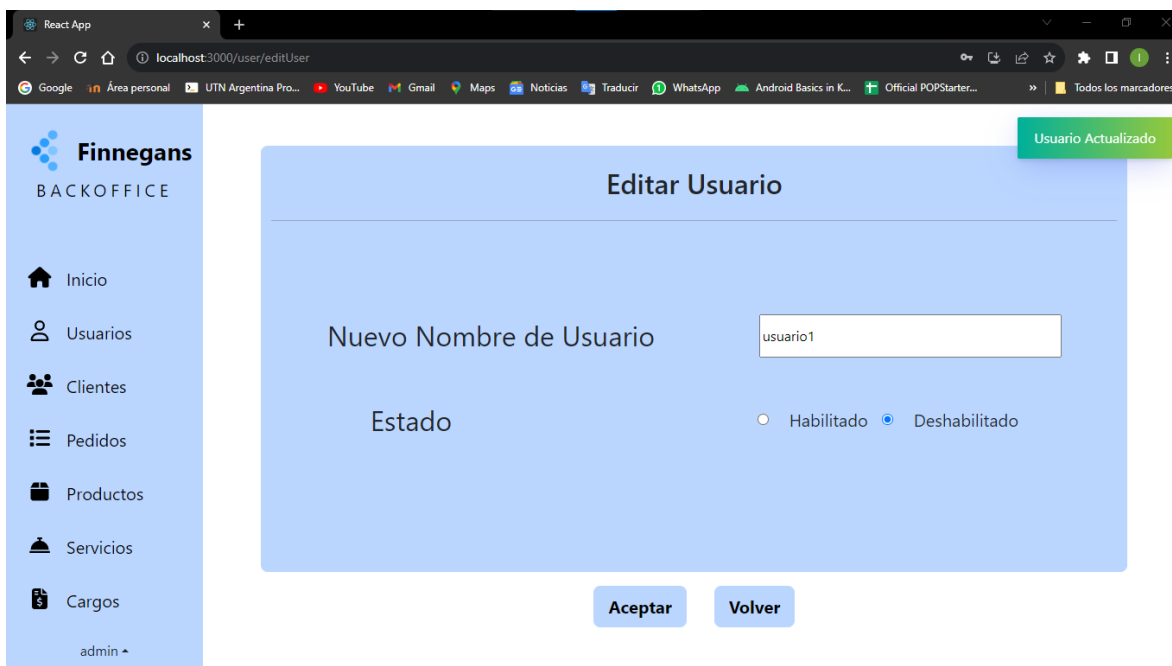 React App
localhost:3000/user/editUser
Google Área personal UTN Argentina Pro... YouTube Gmail Maps Noticias Traducir WhatsApp Android Basics in K... Official POPStarter... » Todos los marcadores
Usuario Actualizado
Finnegans
BACKOFFICE
Editar Usuario
Inicio
Usuarios
Clientes
Pedidos
Productos
Servicios
Cargos
admin
Nuevo Nombre de Usuario usuario1
Estado Habilitado Deshabilitado
Aceptar Volver